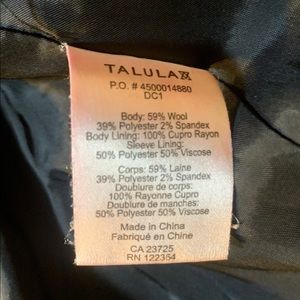 TALULA
P.O. # 4500014880
DC1
Body: 59% Wool
39% Polyester 2% Spandex
Body Lining: 100% Cupro Rayon
Sleeve Lining:
50% Polyester 50% Viscose
Corps: 59% Laine
39% Polyester 2% Spandex
Doublure de corps:
100% Rayonne Cupro
Doublure de manches:
50% Polyester 50% Viscose
Made in China
Fabriqué en Chine
CA 23725
RN 122364